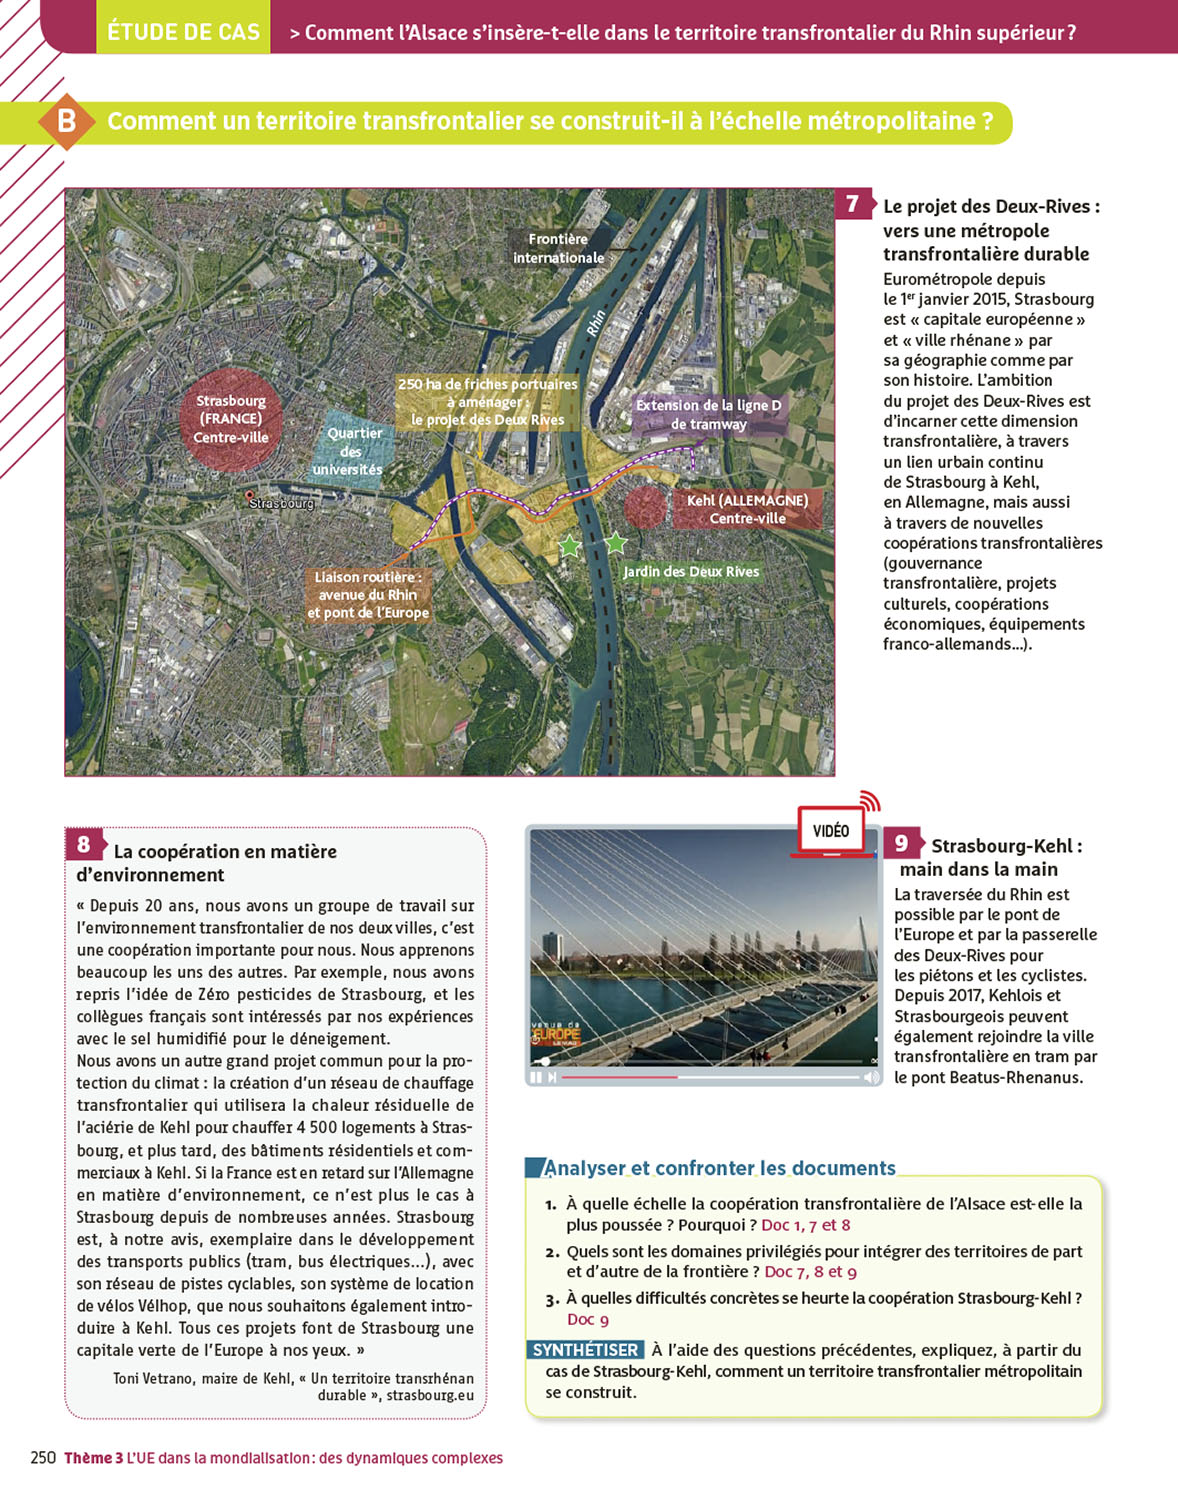 ÉTUDE DE CAS
> Comment l'Alsace s'insère-t-elle dans le territoire transfrontalier du Rhin supérieur ?
B
Comment un territoire transfrontalier se construit-il à l'échelle métropolitaine ?
Frontière
internationale
Rhin
250 ha de friches portuaires
à aménager :
le projet des Deux Rives
Extension de la ligne D
de tramway
Strasbourg
(FRANCE)
Centre-ville
Quartier
des
universités
Strasbourg
Kehl (ALLEMAGNE)
Centre-ville
Jardin des Deux Rives
Liaison routière :
avenue du Rhin
et pont de l'Europe
7
Le projet des Deux-Rives :
vers une métropole
transfrontalière durable
Eurométropole depuis
le 1er janvier 2015, Strasbourg
est « capitale européenne »
et « ville rhénane » par
sa géographie comme par
son histoire. L'ambition
du projet des Deux-Rives est
d'incarner cette dimension
transfrontalière, à travers
un lien urbain continu
de Strasbourg à Kehl,
en Allemagne, mais aussi
à travers de nouvelles
coopérations transfrontalières
(gouvernance
transfrontalière, projets
culturels, coopérations
économiques, équipements
franco-allemands…).
8
La coopération en matière
d'environnement
« Depuis 20 ans, nous avons un groupe de travail sur
l'environnement transfrontalier de nos deux villes, c'est
une coopération importante pour nous. Nous apprenons
beaucoup les uns des autres. Par exemple, nous avons
repris l'idée de Zéro pesticides de Strasbourg, et les
collègues français sont intéressés par nos expériences
avec le sel humidifié pour le déneigement.
Nous avons un autre grand projet commun pour la pro-
tection du climat : la création d'un réseau de chauffage
transfrontalier qui utilisera la chaleur résiduelle de
l'aciérie de Kehl pour chauffer 4 500 logements à Stras-
bourg, et plus tard, des bâtiments résidentiels et com-
merciaux à Kehl. Si la France est en retard sur l'Allemagne
en matière d'environnement, ce n'est plus le cas à
Strasbourg depuis de nombreuses années. Strasbourg
est, à notre avis, exemplaire dans le développement
des transports publics (tram, bus électriques…), avec
son réseau de pistes cyclables, son système de location
de vélos Vélhop, que nous souhaitons également intro-
duire à Kehl. Tous ces projets font de Strasbourg une
capitale verte de l'Europe à nos yeux. »
Toni Vetrano, maire de Kehl, « Un territoire transrhénan
durable », strasbourg.eu
VIDÉO
EUROPE
9
Strasbourg-Kehl :
main dans la main
La traversée du Rhin est
possible par le pont de
l'Europe et par la passerelle
des Deux-Rives pour
les piétons et les cyclistes.
Depuis 2017, Kehlois et
Strasbourgeois peuvent
également rejoindre la ville
transfrontalière en tram par
le pont Beatus-Rhenanus.
Analyser et confronter les documents
1. À quelle échelle la coopération transfrontalière de l'Alsace est-elle la
plus poussée ? Pourquoi ? Doc 1, 7 et 8
2. Quels sont les domaines privilégiés pour intégrer des territoires de part
et d'autre de la frontière ? Doc 7, 8 et 9
3. À quelles difficultés concrètes se heurte la coopération Strasbourg-Kehl ?
Doc 9
SYNTHÉTISER À l'aide des questions précédentes, expliquez, à partir du
cas de Strasbourg-Kehl, comment un territoire transfrontalier métropolitain
se construit.
250 Thème 3 L'UE dans la mondialisation : des dynamiques complexes